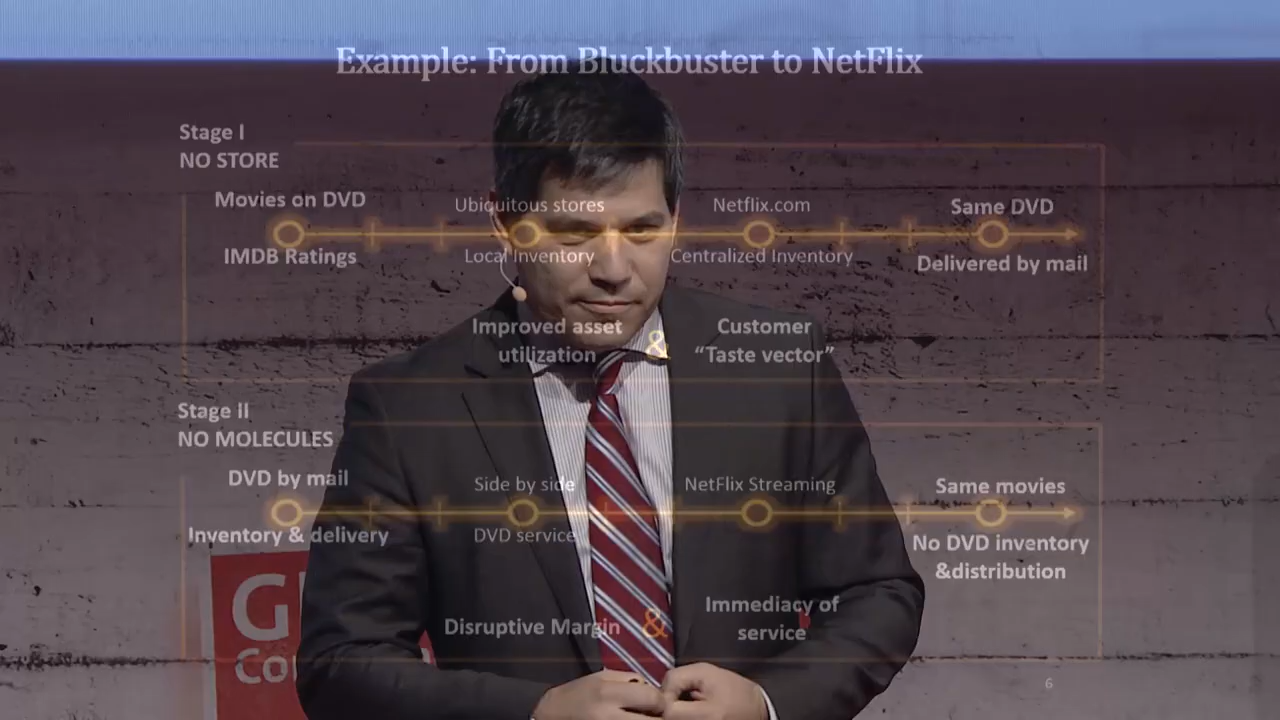 Example: From Bluckbuster to NetFlix
Stage I
NO STORE
Movies on DVD
Ubiquitous stores
Netflix.com
Same DVD
IMDB Ratings
Local Inventory
Centralized Inventory
Delivered by mail
Improved asset
utilization
&
Customer
“Taste vector”
Stage II
NO MOLECULES
DVD by mail
Side by side
NetFlix Streaming
Same movies
Inventory & delivery
DVD service
No DVD inventory
&distribution
Disruptive Margin
&
Immediacy of
service
6